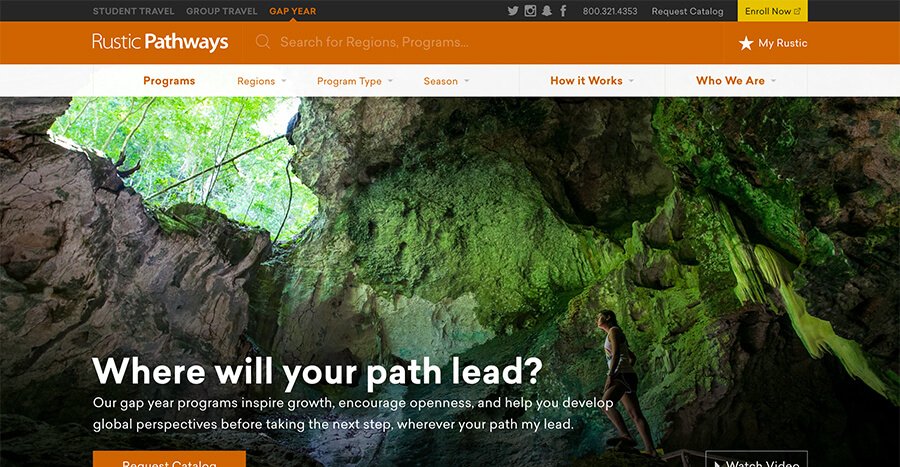 STUDENT TRAVEL GROUP TRAVEL GAP YEAR 800.321.4353 Request Catalog Enroll Now
Rustic Pathways Search for Regions, Programs... My Rustic
Programs Regions Program Type Season How it Works Who We Are
Where will your path lead?
Our gap year programs inspire growth, encourage openness, and help you develop
global perspectives before taking the next step, wherever your path my lead.
Request Catalog Watch Video